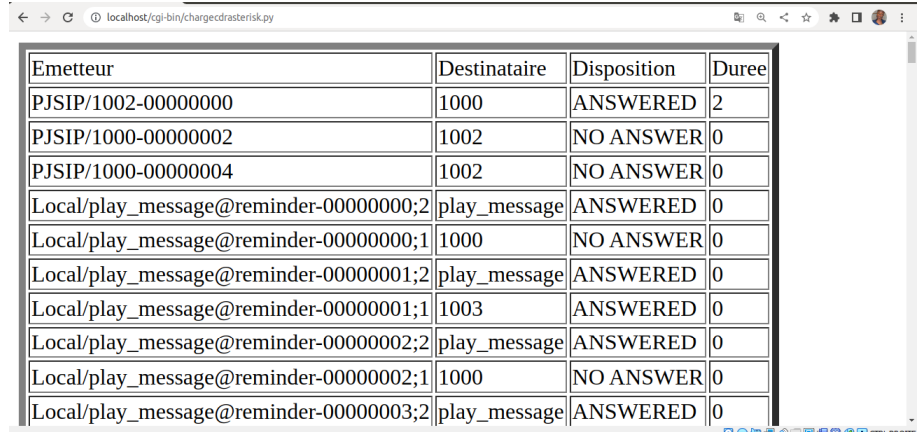 localhost/cgi-bin/chargecdrasterisk.py
Emetteur Destinataire Disposition Duree
PJSIP/1002-00000000 1000 ANSWERED 2
PJSIP/1000-00000002 1002 NO ANSWER 0
PJSIP/1000-00000004 1002 NO ANSWER 0
Local/play_message@reminder-00000000;2 play_message ANSWERED 0
Local/play_message@reminder-00000000;1 1000 NO ANSWER 0
Local/play_message@reminder-00000001;2 play_message ANSWERED 0
Local/play_message@reminder-00000001;1 1003 ANSWERED 0
Local/play_message@reminder-00000002;2 play_message ANSWERED 0
Local/play_message@reminder-00000002;1 1000 NO ANSWER 0
Local/play_message@reminder-00000003;2 play_message ANSWERED 0